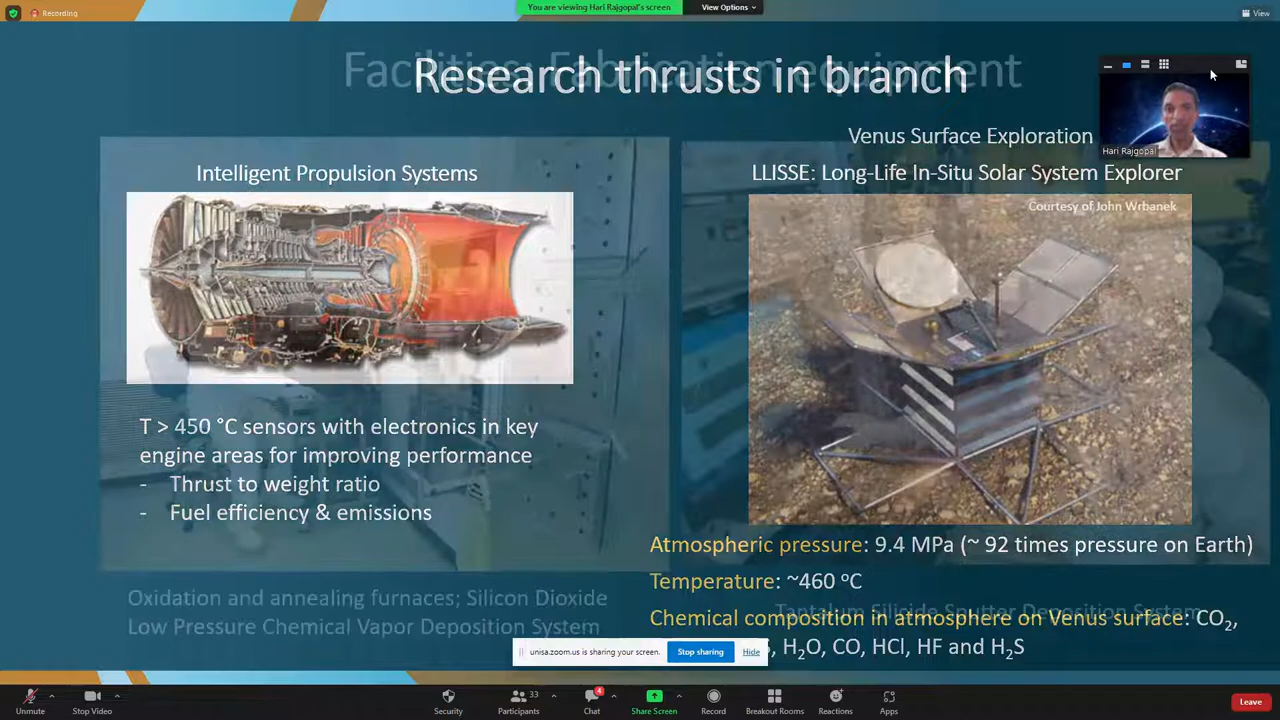 Recording
You are viewing Hari Rajgopal's screen
View Options
View
Facilities: Fabrication equipment
Research thrusts in branch
Hari Rajgopal
Intelligent Propulsion Systems
T > 450 °C sensors with electronics in key
engine areas for improving performance
- Thrust to weight ratio
- Fuel efficiency & emissions
Oxidation and annealing furnaces; Silicon Dioxide
Low Pressure Chemical Vapor Deposition System
Venus Surface Exploration
LLISSE: Long-Life In-Situ Solar System Explorer
Courtesy of John Wrbanek
Atmospheric pressure: 9.4 MPa (~ 92 times pressure on Earth)
Temperature: ~460 ºC
Tantalum Silicide Sputter Deposition System
Chemical composition in atmosphere on Venus surface: CO₂,
H₂O, CO, HCl, HF and H₂S
unisa.zoom.us is sharing your screen.
Stop sharing
Hide
Unmute
Stop Video
Security
33
Participants
4
Chat
Share Screen
Record
Breakout Rooms
Reactions
Apps
Leave